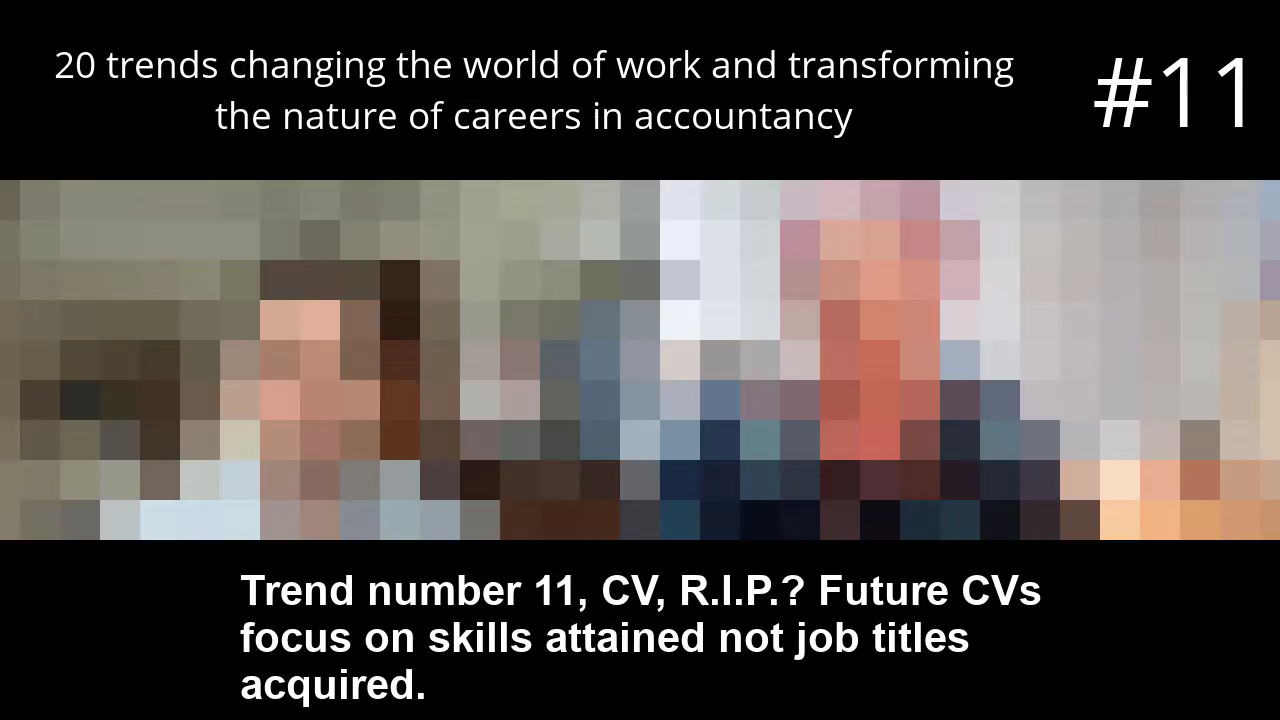 20 trends changing the world of work and transforming
the nature of careers in accountancy
#11
Trend number 11, CV, R.I.P.? Future CVs
focus on skills attained not job titles
acquired.